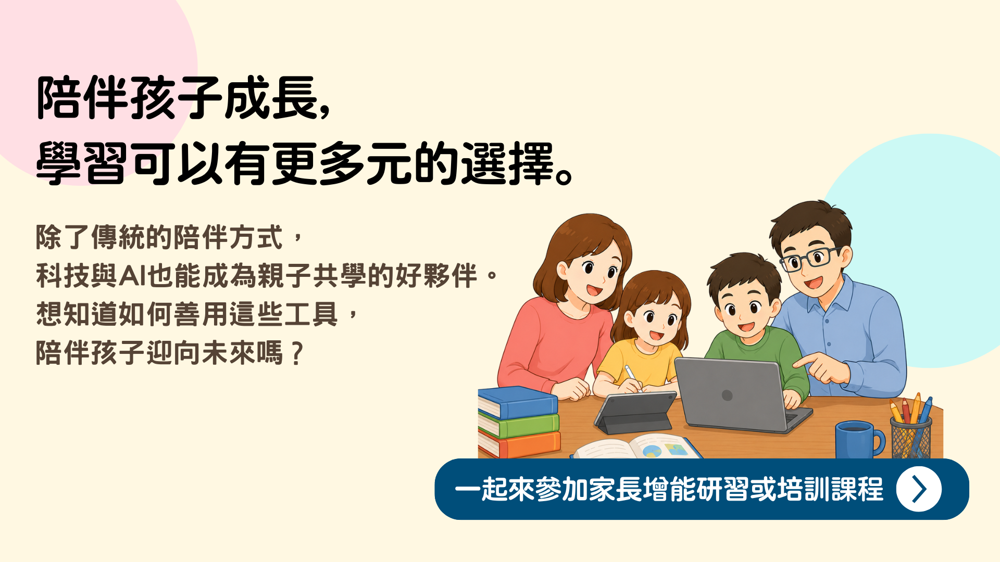 陪伴孩子成長,
學習可以有更多元的選擇。
除了傳統的陪伴方式，
科技與AI也能成為親子共學的好夥伴。
想知道如何善用這些工具，
陪伴孩子迎向未來嗎？
一起來參加家長增能研習或培訓課程